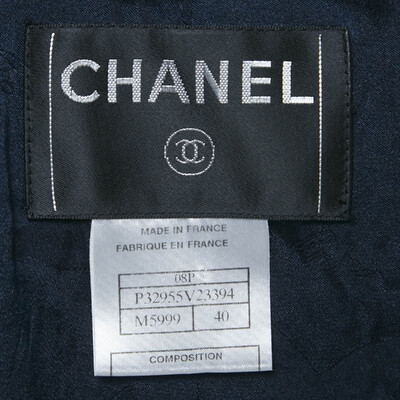 CHANEL
MADE IN FRANCE
FABRIQUE EN FRANCE
08P
P32955V23394
M5999 40
COMPOSITION